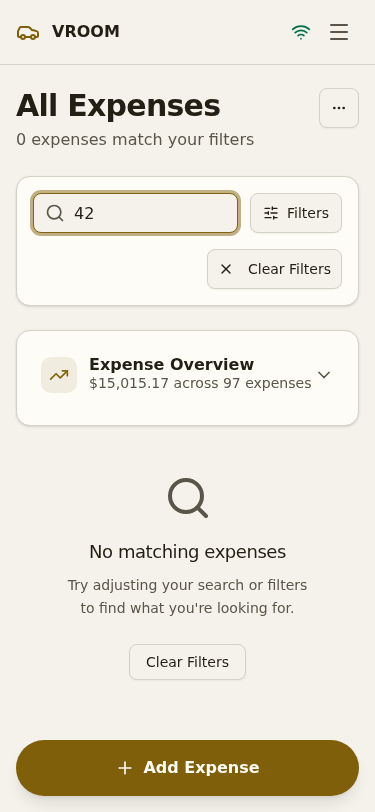 VROOM
All Expenses
0 expenses match your filters
42
Filters
Clear Filters
Expense Overview
$15,015.17 across 97 expenses
No matching expenses
Try adjusting your search or filters
to find what you're looking for.
Clear Filters
Add Expense